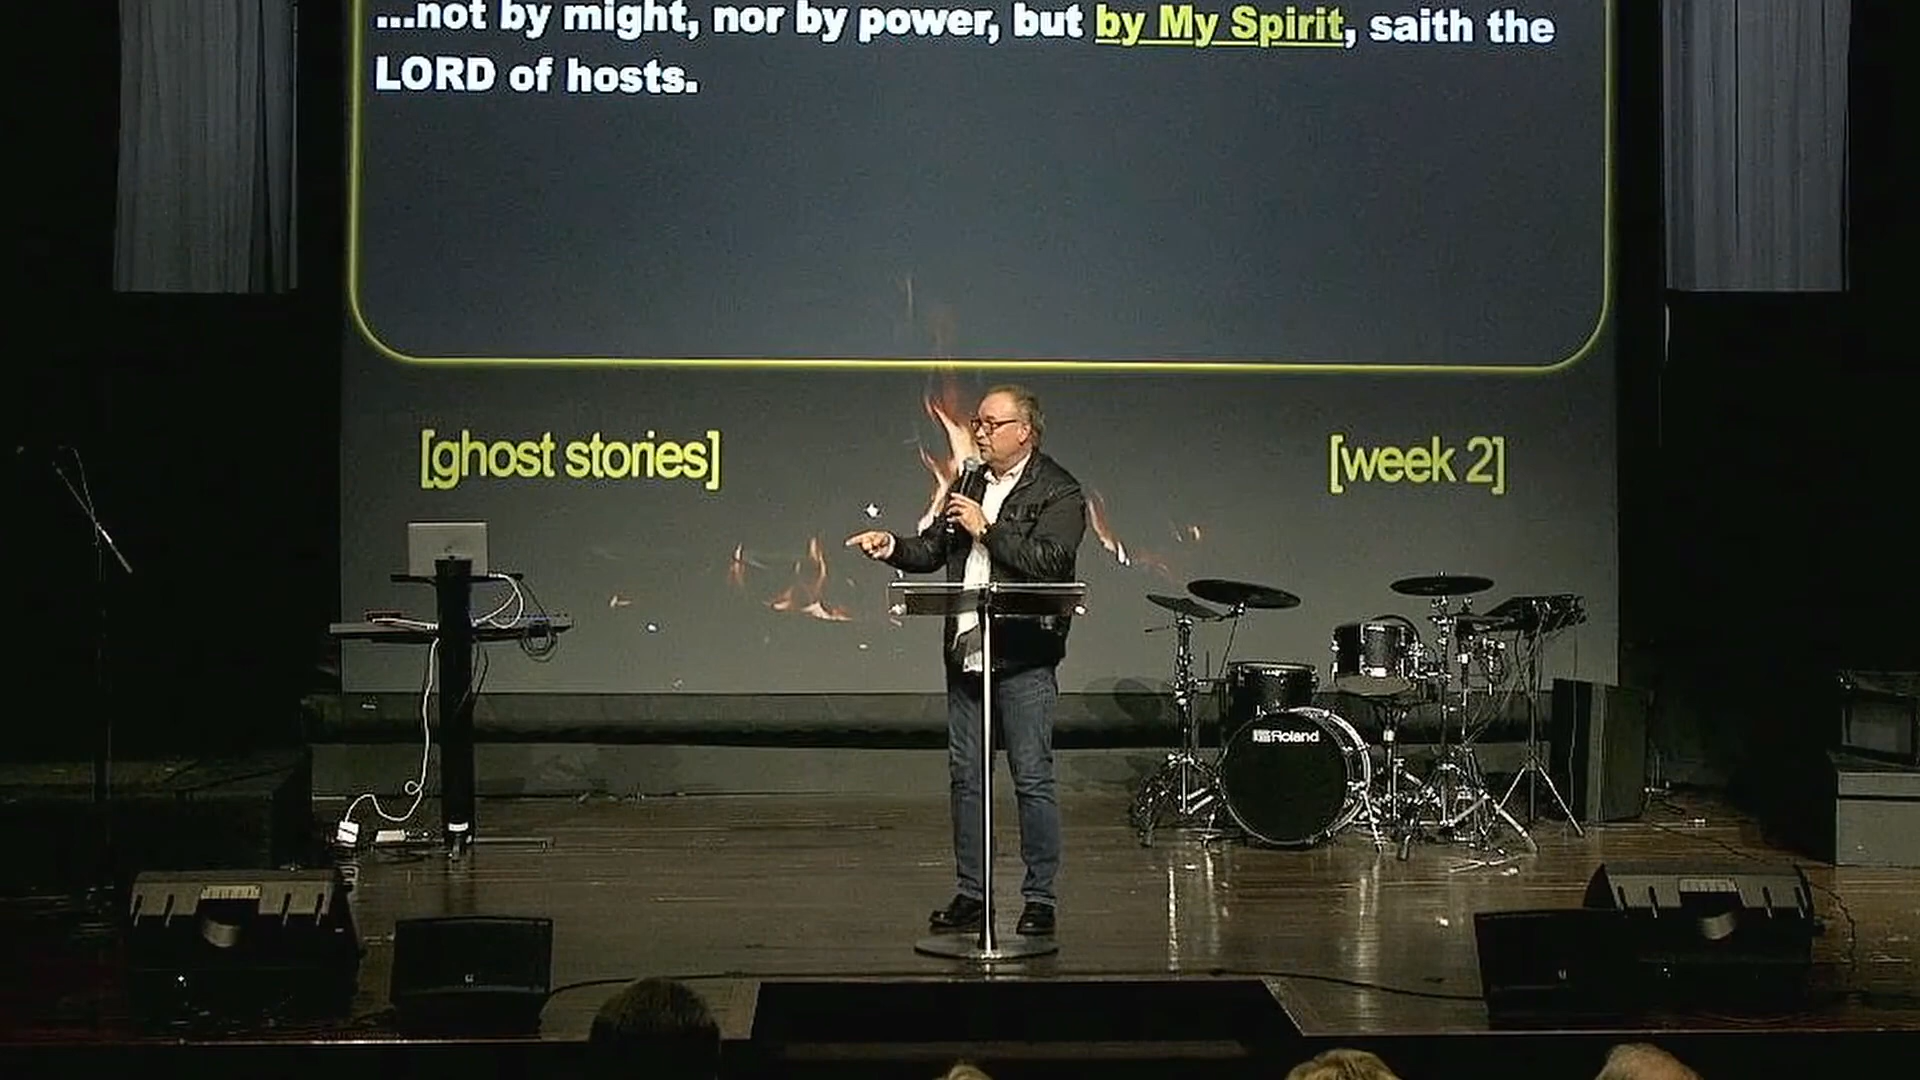 ...not by might, nor by power, but by My Spirit, saith the
LORD of hosts.
[ghost stories]
[week 2]
Roland